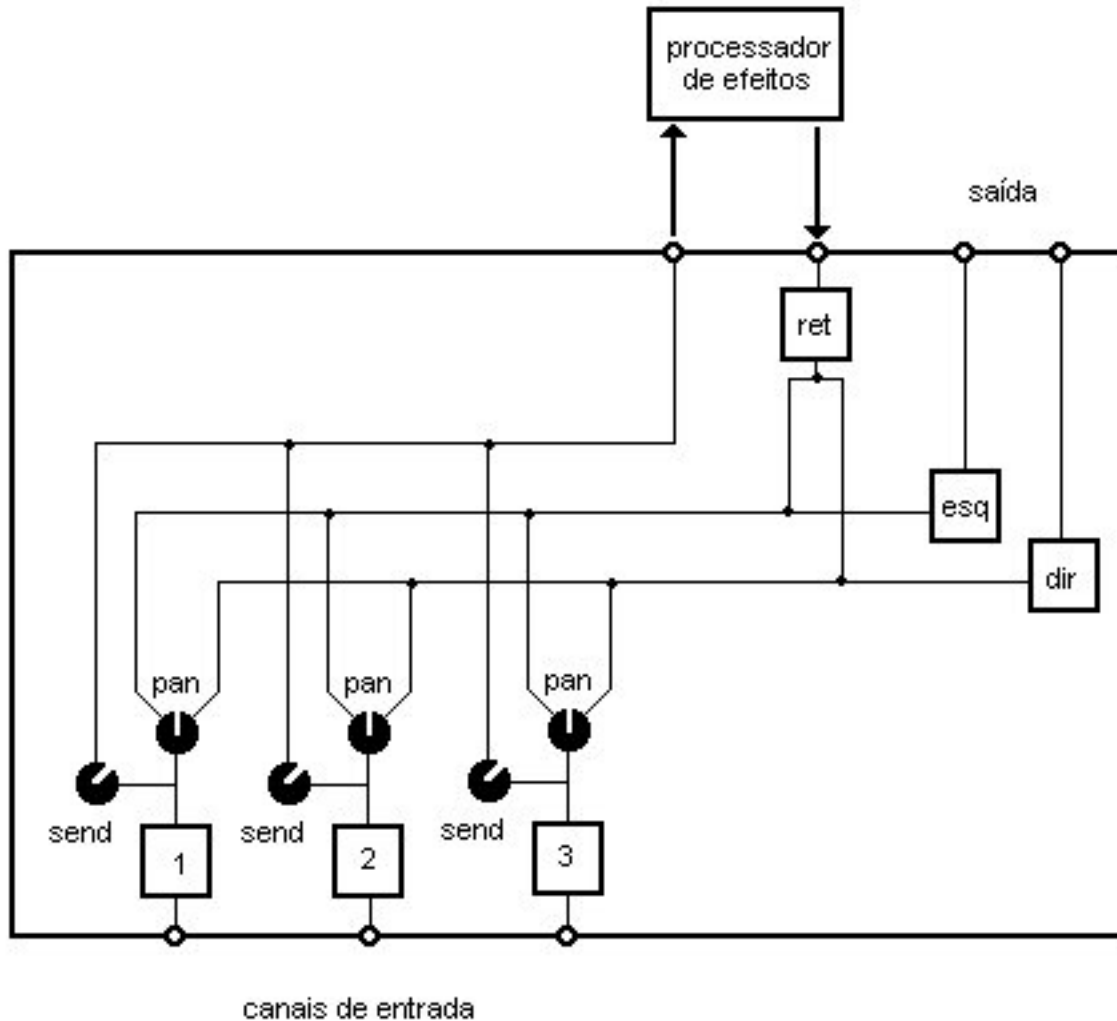 processador
de efeitos
saída
ret
esq
dir
pan
pan
pan
send
send
send
1
2
3
canais de entrada